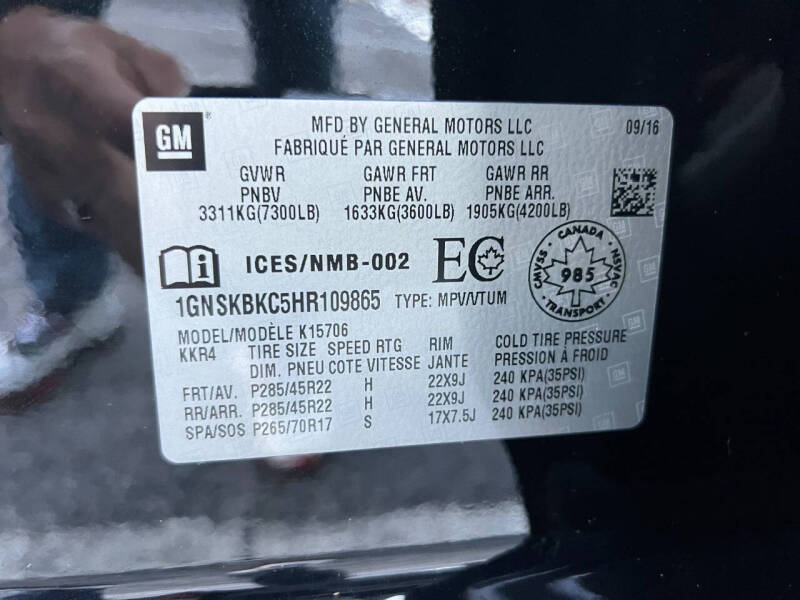 GM
MFD BY GENERAL MOTORS LLC 09/16
FABRIQUÉ PAR GENERAL MOTORS LLC
GVWR GAWR FRT GAWR RR
PNBV PNBE AV. PNBE ARR.
3311KG(7300LB) 1633KG(3600LB) 1905KG(4200LB)
ICES/NMB-002 EC
CANADA
CMVSS 985 NSVAC
TRANSPORT
1GNSKBKC5HR109865 TYPE: MPV/VTUM
MODEL/MODÈLE K15706
KKR4 TIRE SIZE SPEED RTG RIM COLD TIRE PRESSURE
DIM. PNEU COTE VITESSE JANTE PRESSION À FROID
FRT/AV. P285/45R22 H 22X9J 240 KPA(35PSI)
RR/ARR. P285/45R22 H 22X9J 240 KPA(35PSI)
SPA/SOS P265/70R17 S 17X7.5J 240 KPA(35PSI)